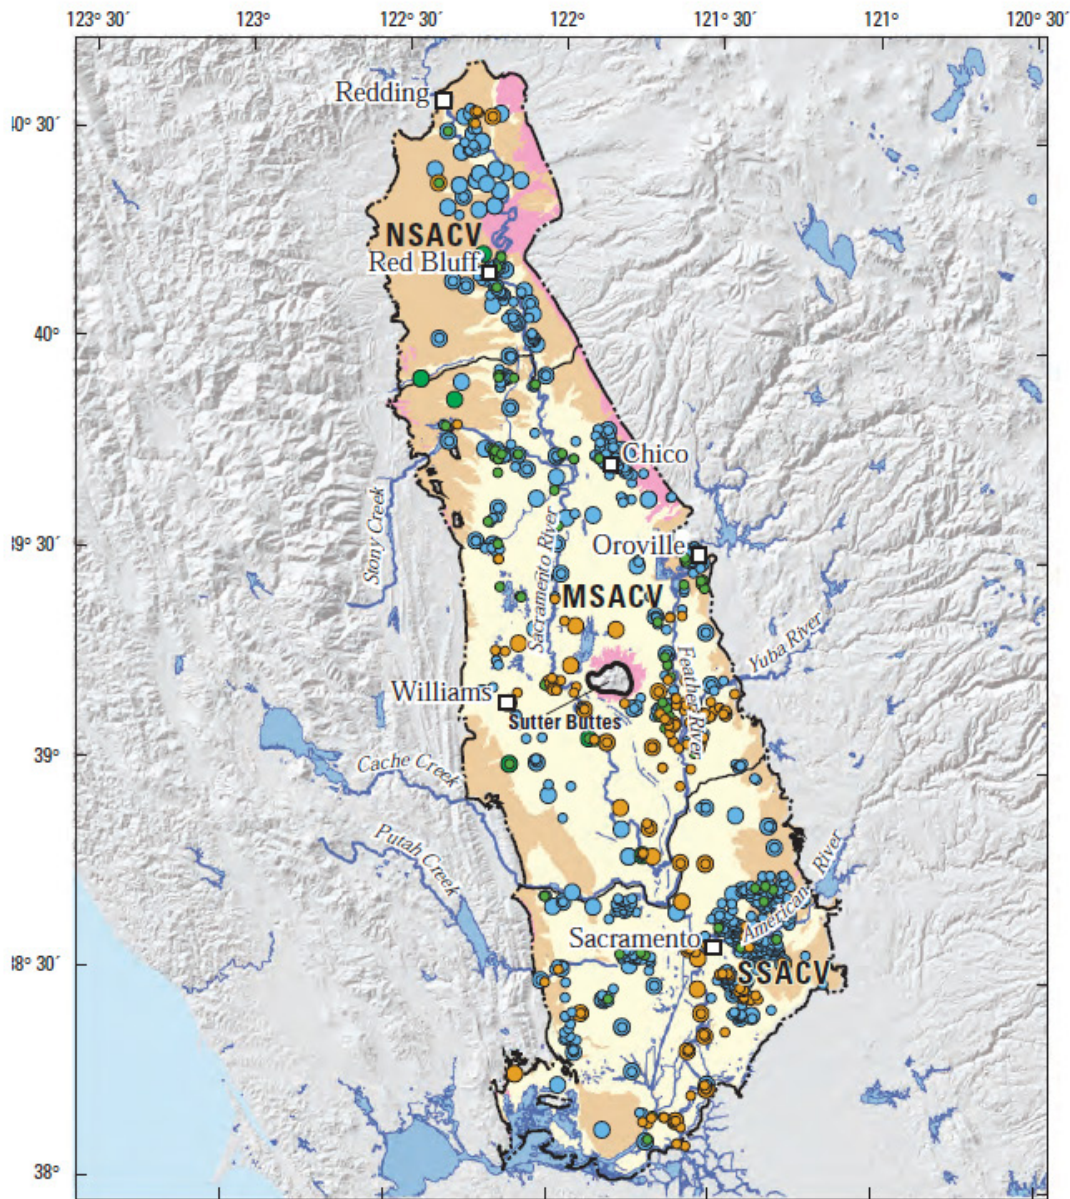 123° 30´ 123° 122° 30´ 122° 121° 30´ 121° 120° 30´
Redding
40° 30´
NSACV
Red Bluff
40°
Chico
Stony Creek
Sacramento River
39° 30´
Oroville
MSACV
Yuba River
Feather River
Williams
Sutter Buttes
39°
Cache Creek
Putah Creek
American River
Sacramento
38° 30´
SSACV
38°